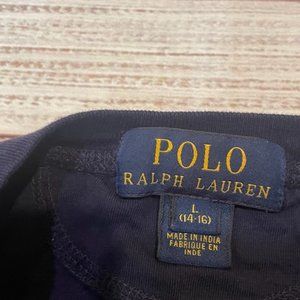 POLO
RALPH LAUREN
L
(14-16)
MADE IN INDIA
FABRIQUE EN
INDE